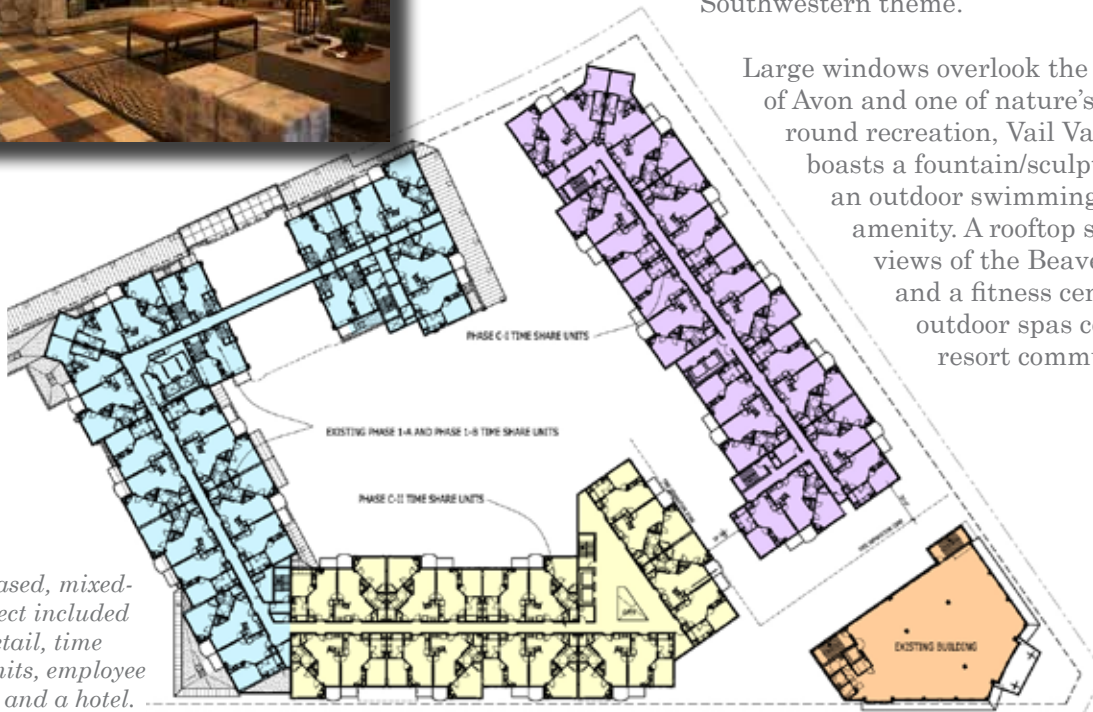 Southwestern theme.
Large windows overlook the
of Avon and one of nature's
round recreation, Vail Va
boasts a fountain/sculp
an outdoor swimming
amenity. A rooftop s
views of the Beave
and a fitness cen
outdoor spas c
resort comm
PHASE C-I TIME SHARE UNITS
EXISTING PHASE 1-A AND PHASE 1-B TIME SHARE UNITS
PHASE C-II TIME SHARE UNITS
EXISTING BUILDING
ased, mixed-
ect included
etail, time
nits, employee
and a hotel.